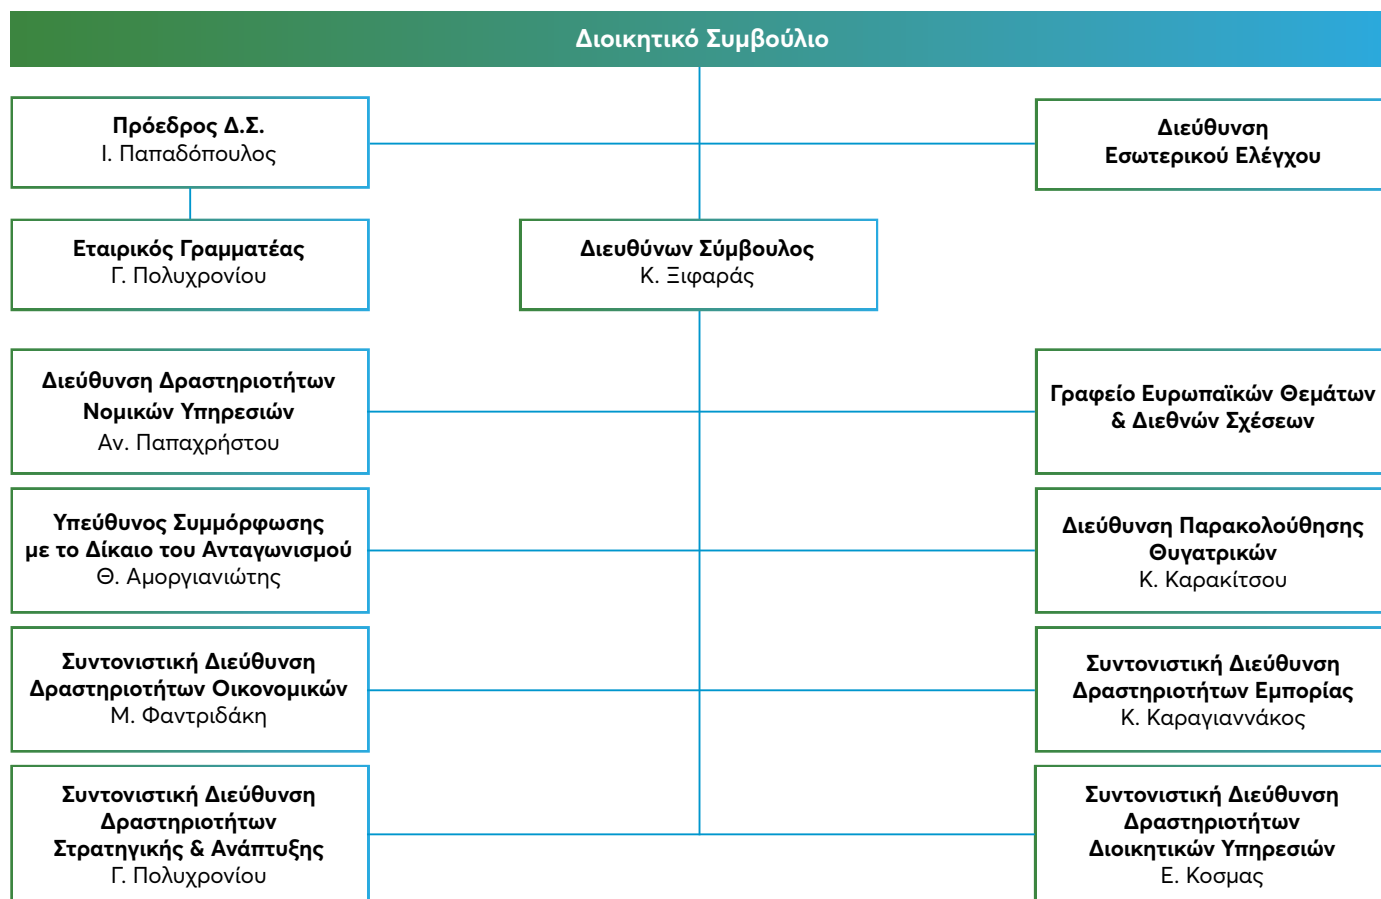 Διοικητικό Συμβούλιο
Πρόεδρος Δ.Σ.
Ι. Παπαδόπουλος
Διεύθυνση
Εσωτερικού Ελέγχου
Εταιρικός Γραμματέας
Γ. Πολυχρονίου
Διευθύνων Σύμβουλος
Κ. Ξιφαράς
Διεύθυνση Δραστηριοτήτων
Νομικών Υπηρεσιών
Αν. Παπαχρήστου
Γραφείο Ευρωπαϊκών Θεμάτων
& Διεθνών Σχέσεων
Υπεύθυνος Συμμόρφωσης
με το Δίκαιο του Ανταγωνισμού
Θ. Αμοργιανιώτης
Διεύθυνση Παρακολούθησης
Θυγατρικών
Κ. Καρακίτσου
Συντονιστική Διεύθυνση
Δραστηριοτήτων Οικονομικών
Μ. Φαντριδάκη
Συντονιστική Διεύθυνση
Δραστηριοτήτων Εμπορίας
Κ. Καραγιαννάκος
Συντονιστική Διεύθυνση
Δραστηριοτήτων
Στρατηγικής & Ανάπτυξης
Γ. Πολυχρονίου
Συντονιστική Διεύθυνση
Δραστηριοτήτων
Διοικητικών Υπηρεσιών
Ε. Κοσμας